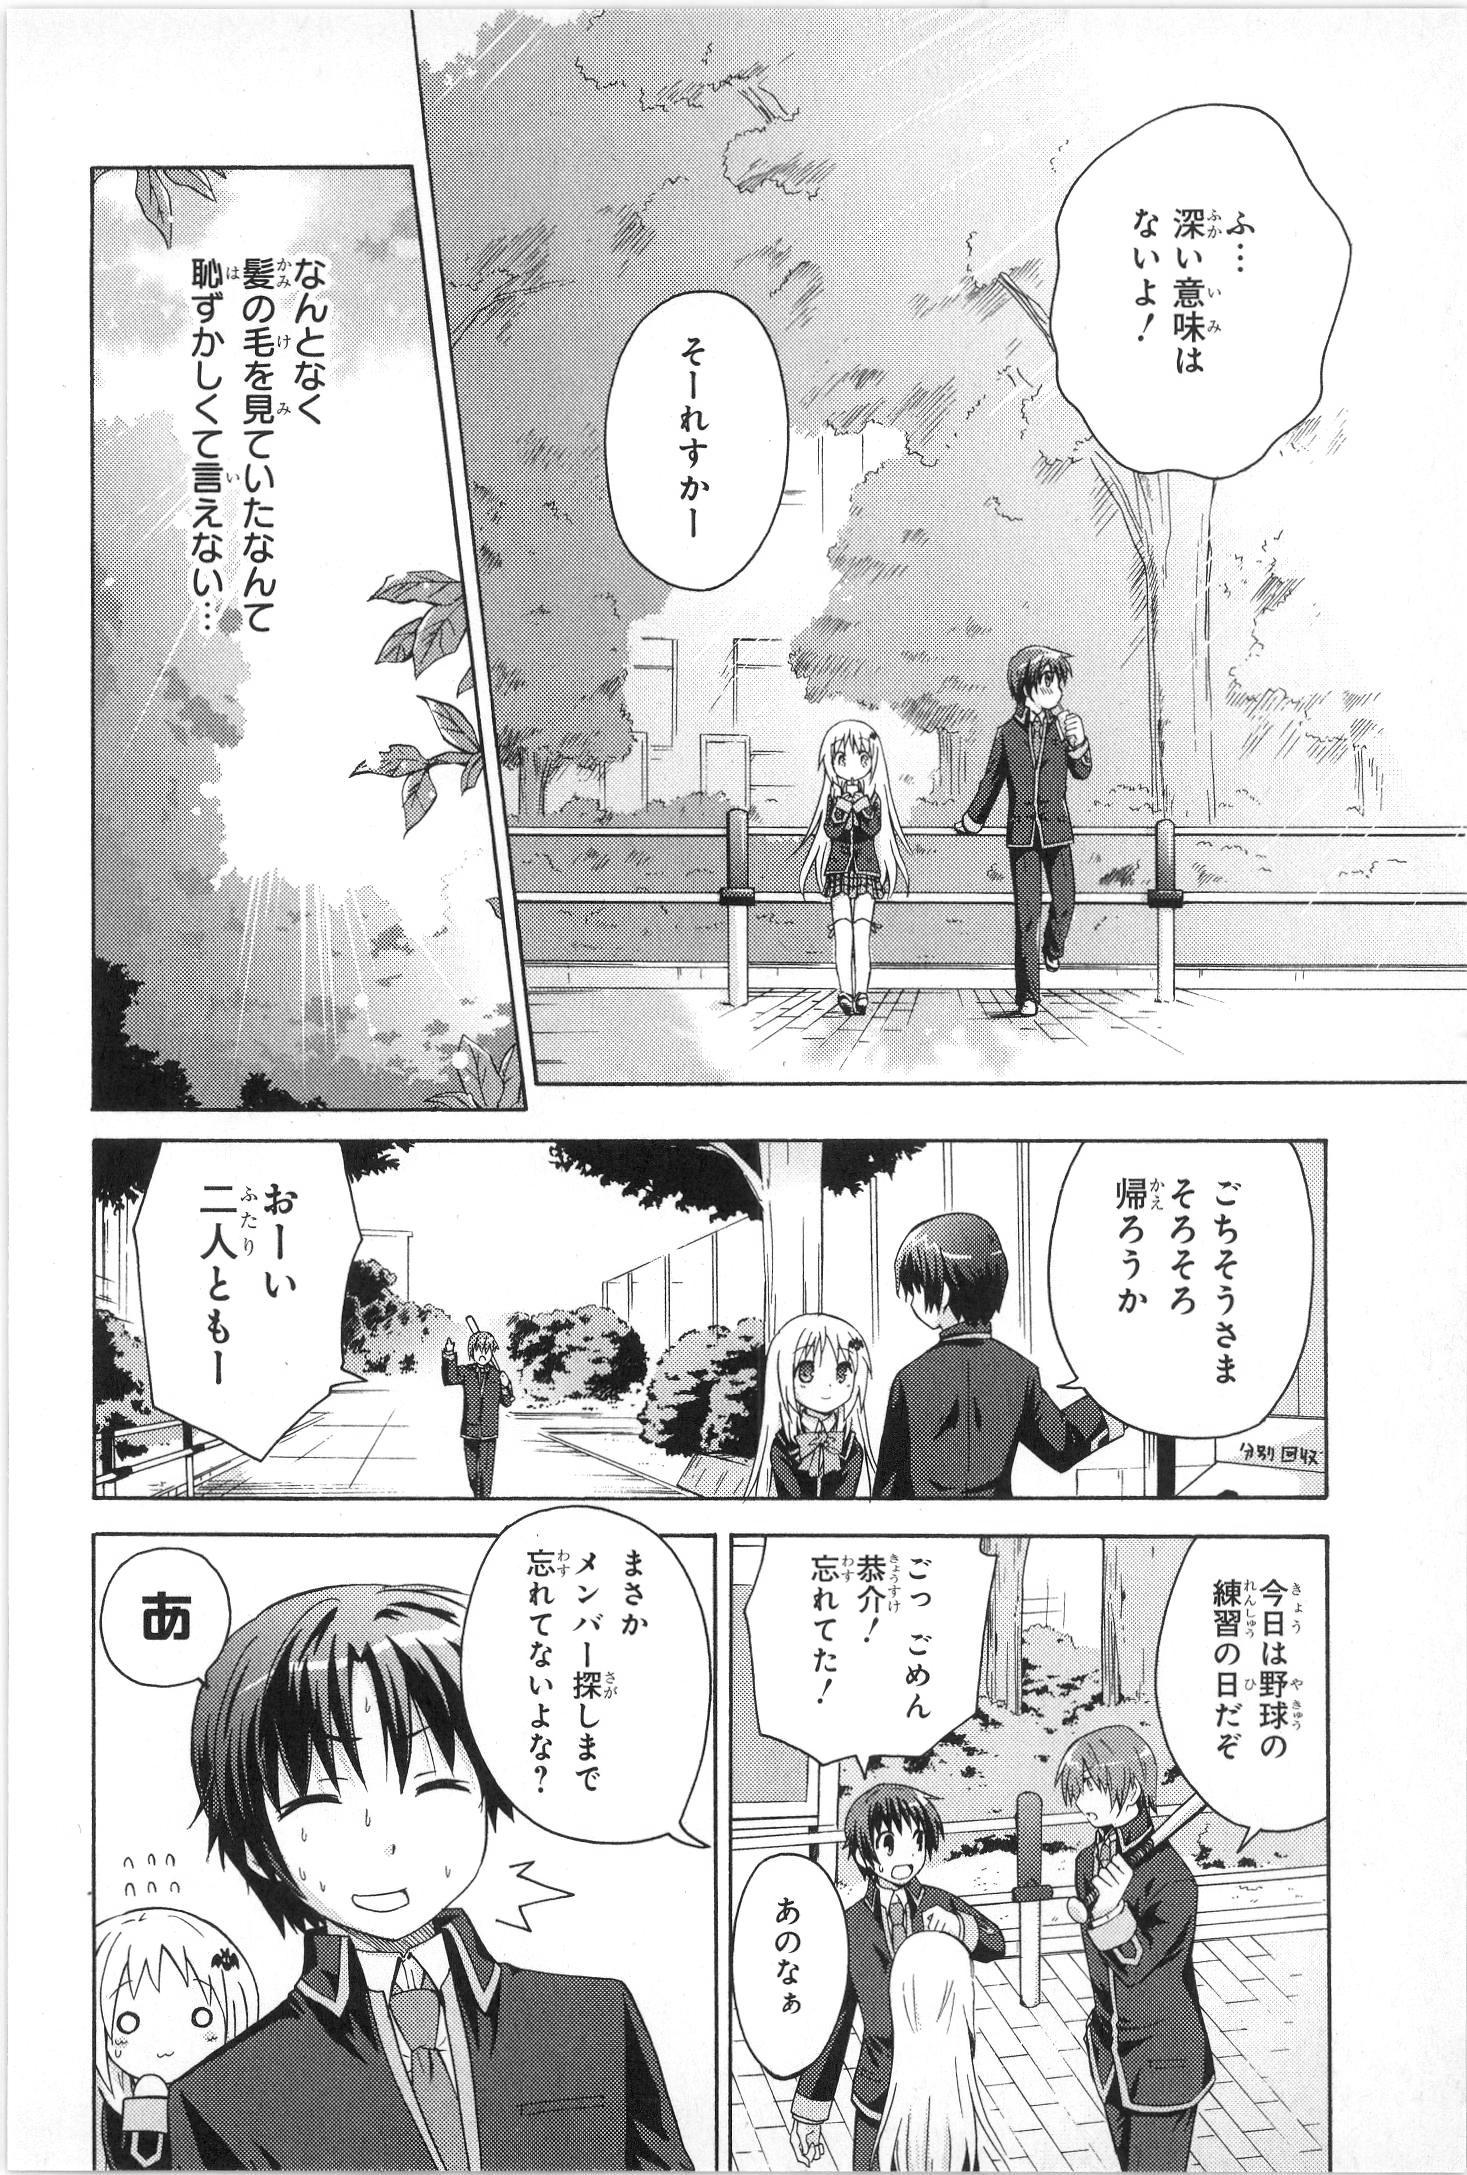 ふ…
深い意味は
ないよ！
そーれすかー
なんとなく
髪の毛を見ていたなんて
恥ずかしくて言えない…
ごちそうさま
そろそろ
帰ろうか
分別回収
おーい
二人ともー
今日は野球の
練習の日だぞ
ごっ ごめん
恭介！
忘れてた！
あのなぁ
まさか
メンバー探しまで
忘れてないよな？
あ